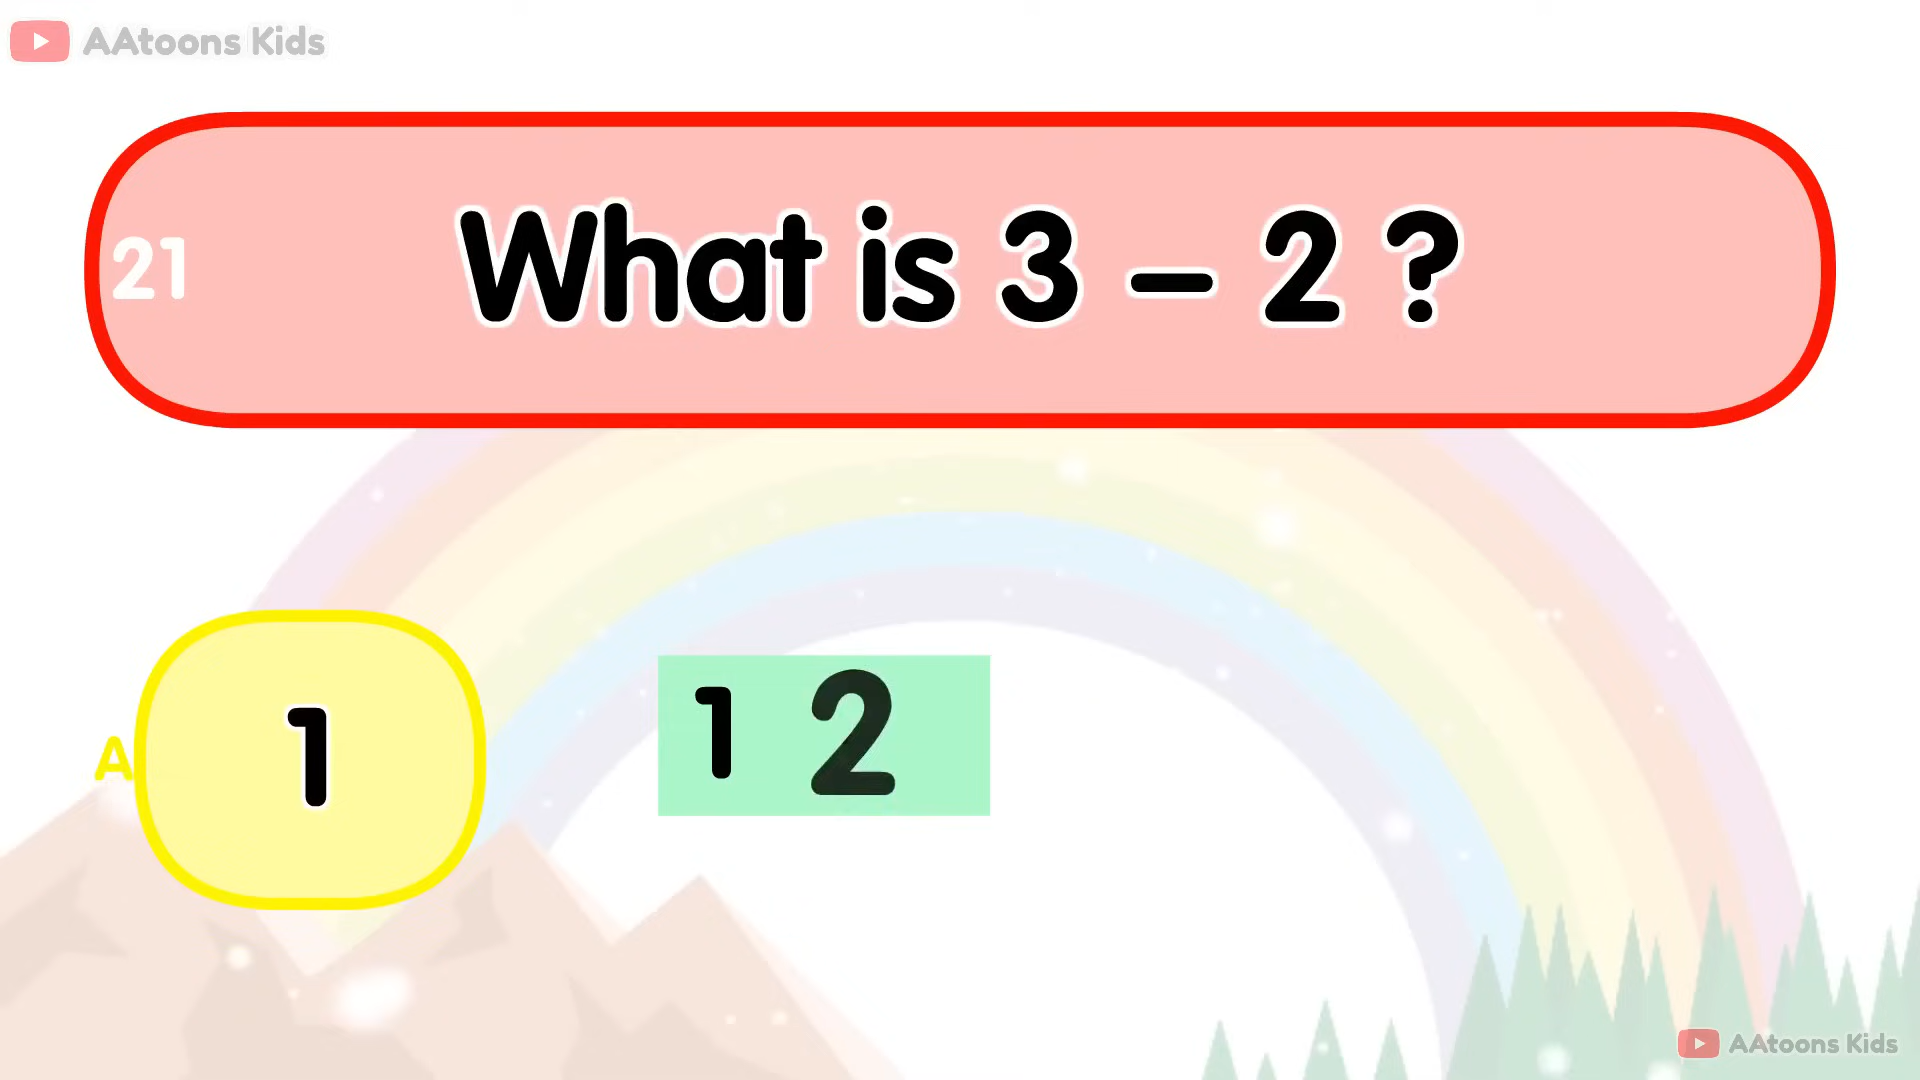 AAtoons Kids
21
What is 3 – 2 ?
A
1
1 2
AAtoons Kids